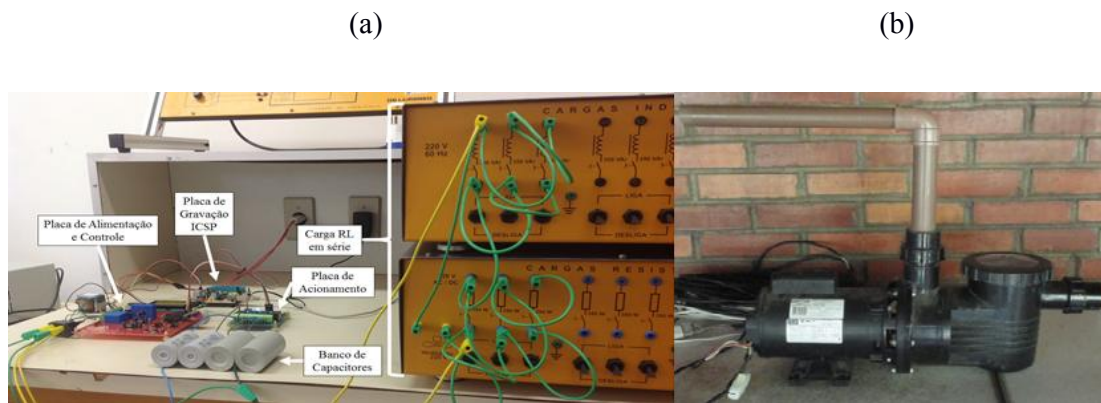 (a)
(b)
CARGAS IND
220 V
60 Hz
LIGA
DESLIGA
Placa de
Gravação
ICSP
Placa de Alimentação
e Controle
Carga RL
em série
Placa de
Acionamento
Banco de
Capacitores
CARGAS RESIS
LIGA
DESLIGA